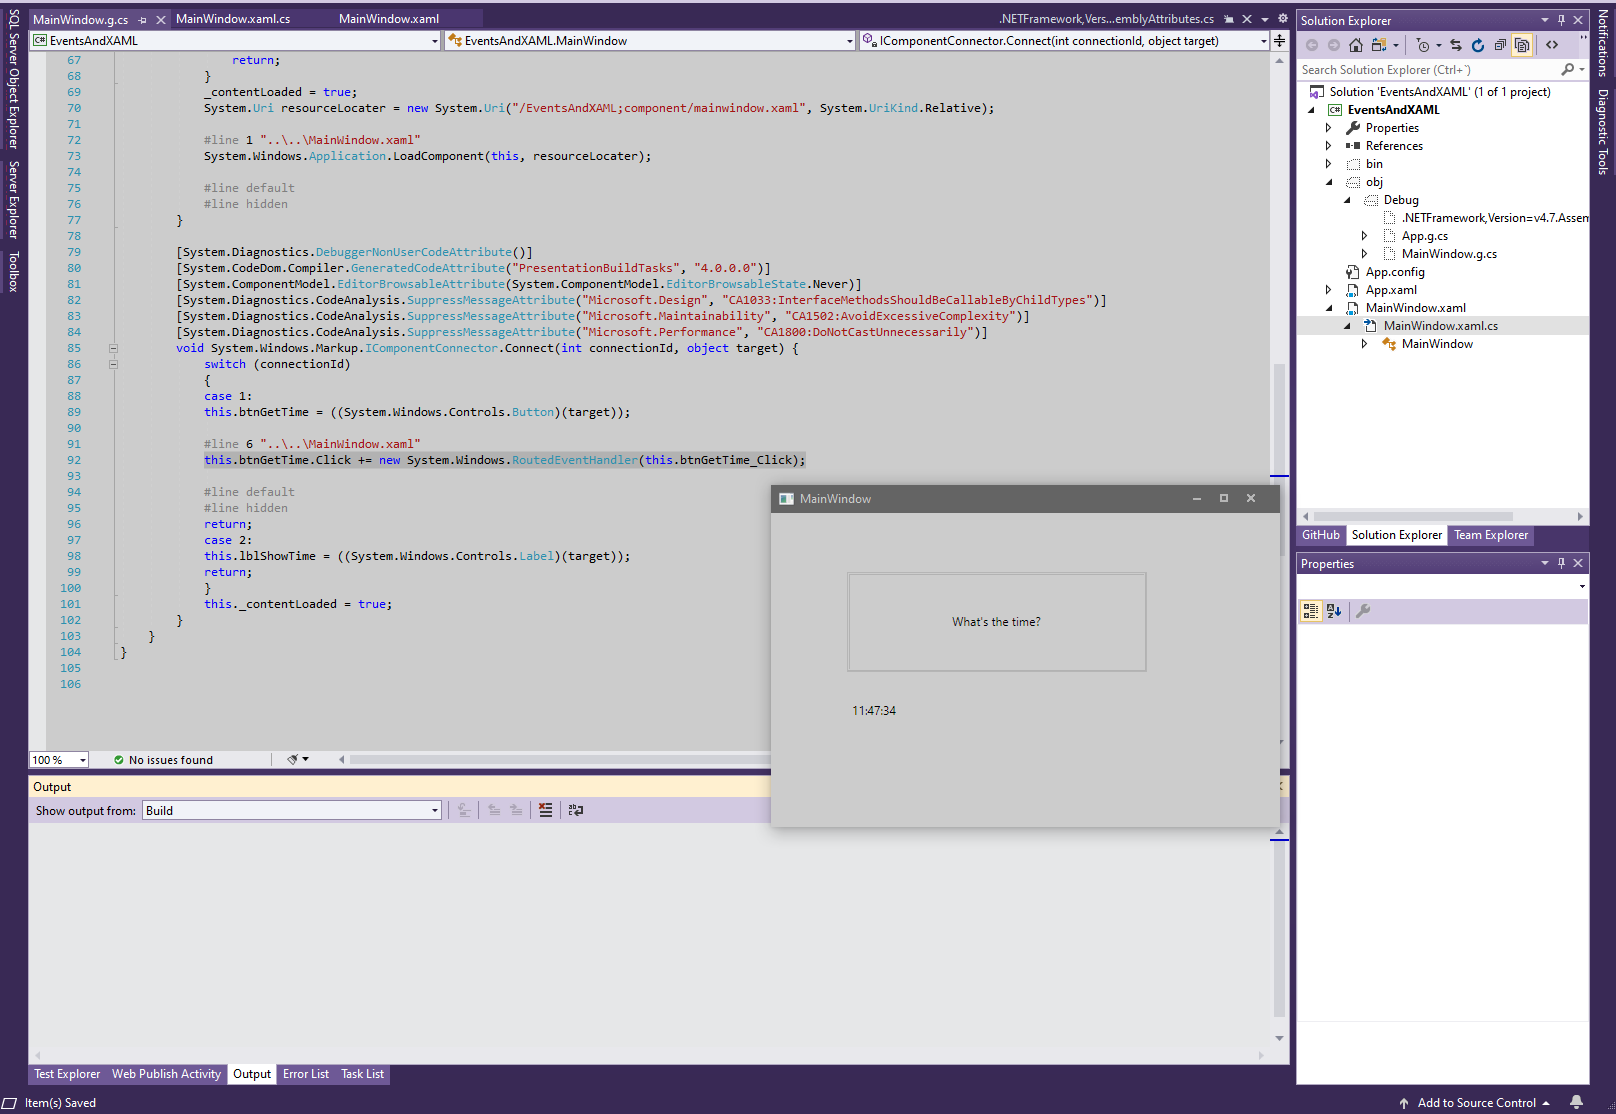 MainWindow.g.cs
MainWindow.xaml.cs
MainWindow.xaml
.NETFramework,Vers...emblyAttributes.cs
C# EventsAndXAML
EventsAndXAML.MainWindow
IComponentConnector.Connect(int connectionId, object target)
67 return;
68 }
69 _contentLoaded = true;
70 System.Uri resourceLocater = new System.Uri("/EventsAndXAML;component/mainwindow.xaml", System.UriKind.Relative);
71
72 #line 1 "..\..\MainWindow.xaml"
73 System.Windows.Application.LoadComponent(this, resourceLocater);
74
75 #line default
76 #line hidden
77 }
78
79 [System.Diagnostics.DebuggerNonUserCodeAttribute()]
80 [System.CodeDom.Compiler.GeneratedCodeAttribute("PresentationBuildTasks", "4.0.0.0")]
81 [System.ComponentModel.EditorBrowsableAttribute(System.ComponentModel.EditorBrowsableState.Never)]
82 [System.Diagnostics.CodeAnalysis.SuppressMessageAttribute("Microsoft.Design", "CA1033:InterfaceMethodsShouldBeCallableByChildTypes")]
83 [System.Diagnostics.CodeAnalysis.SuppressMessageAttribute("Microsoft.Maintainability", "CA1502:AvoidExcessiveComplexity")]
84 [System.Diagnostics.CodeAnalysis.SuppressMessageAttribute("Microsoft.Performance", "CA1800:DoNotCastUnnecessarily")]
85 void System.Windows.Markup.IComponentConnector.Connect(int connectionId, object target) {
86 switch (connectionId)
87 {
88 case 1:
89 this.btnGetTime = ((System.Windows.Controls.Button)(target));
90
91 #line 6 "..\..\MainWindow.xaml"
92 this.btnGetTime.Click += new System.Windows.RoutedEventHandler(this.btnGetTime_Click);
93
94 #line default
95 #line hidden
96 return;
97 case 2:
98 this.lblShowTime = ((System.Windows.Controls.Label)(target));
99 return;
100 }
101 this._contentLoaded = true;
102 }
103 }
104 }
105
106
100 %
No issues found
MainWindow
What's the time?
11:47:34
Output
Show output from: Build
Test Explorer
Web Publish Activity
Output
Error List
Task List
Item(s) Saved
Add to Source Control
SQL Server Object Explorer
Server Explorer
Toolbox
Solution Explorer
Search Solution Explorer (Ctrl+¨)
Solution 'EventsAndXAML' (1 of 1 project)
C# EventsAndXAML
Properties
References
bin
obj
Debug
.NETFramework,Version=v4.7.Assem
App.g.cs
MainWindow.g.cs
App.config
App.xaml
MainWindow.xaml
MainWindow.xaml.cs
MainWindow
GitHub
Solution Explorer
Team Explorer
Properties
Notifications
Diagnostic Tools